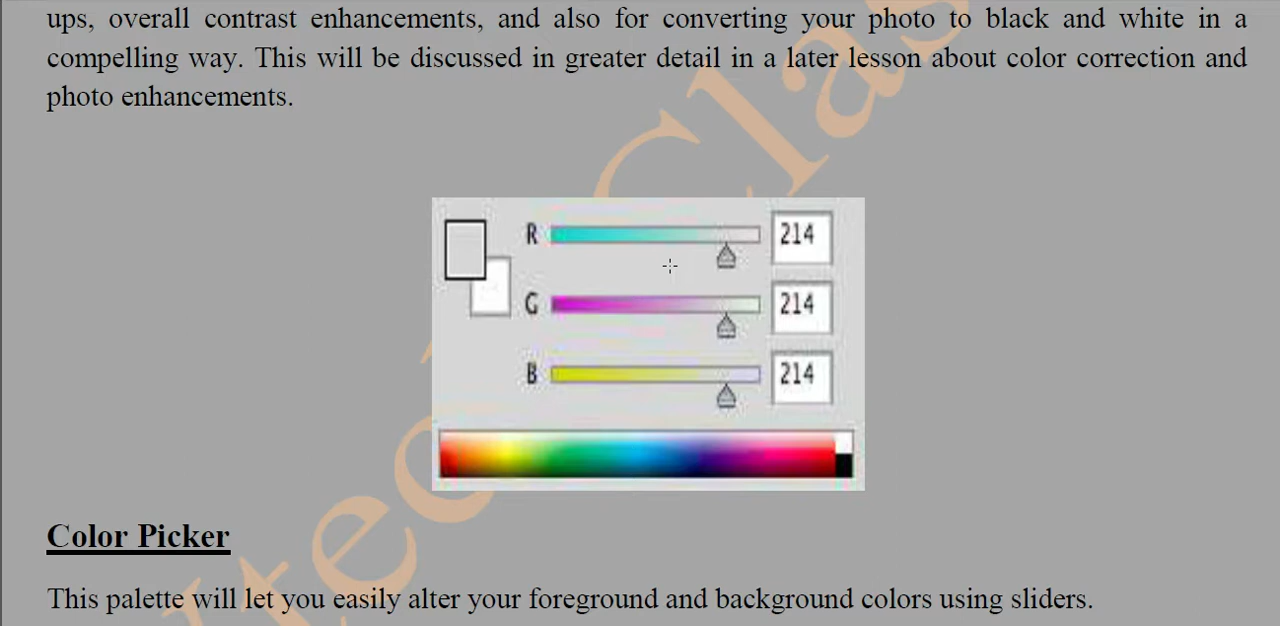 ups, overall contrast enhancements, and also for converting your photo to black and white in a
compelling way. This will be discussed in greater detail in a later lesson about color correction and
photo enhancements.
R 214
G 214
B 214
Color Picker
This palette will let you easily alter your foreground and background colors using sliders.